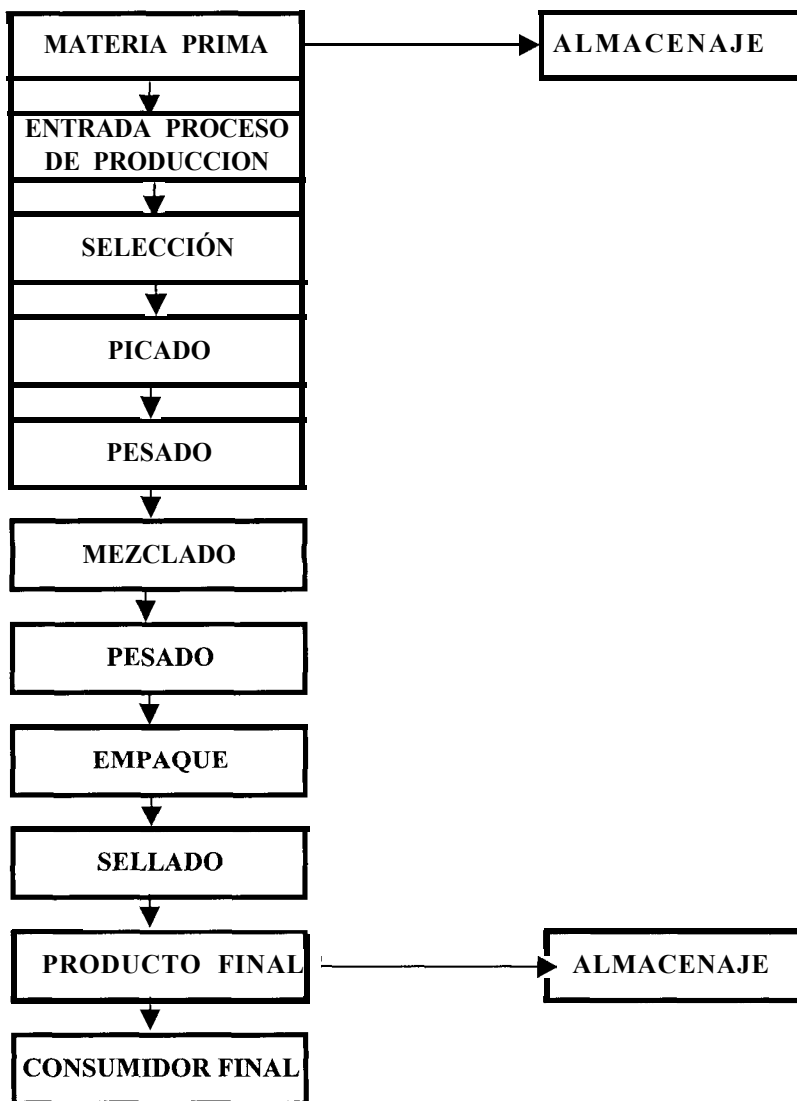 MATERIA PRIMA
ALMACENAJE
ENTRADA PROCESO
DE PRODUCCION
SELECCIÓN
PICADO
PESADO
MEZCLADO
PESADO
EMPAQUE
SELLADO
PRODUCTO FINAL
ALMACENAJE
CONSUMIDOR FINAL